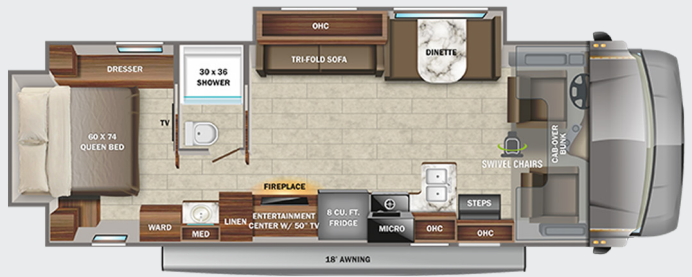 OHC
DRESSER
TRI-FOLD SOFA
DINETTE
30 x 36
SHOWER
TV
60 X 74
QUEEN BED
CAB-OVER
BUNK
SWIVEL CHAIRS
FIREPLACE
WARD
MED
LINEN
ENTERTAINMENT
CENTER W/ 50" TV
8 CU. FT.
FRIDGE
MICRO
OHC
STEPS
OHC
18' AWNING